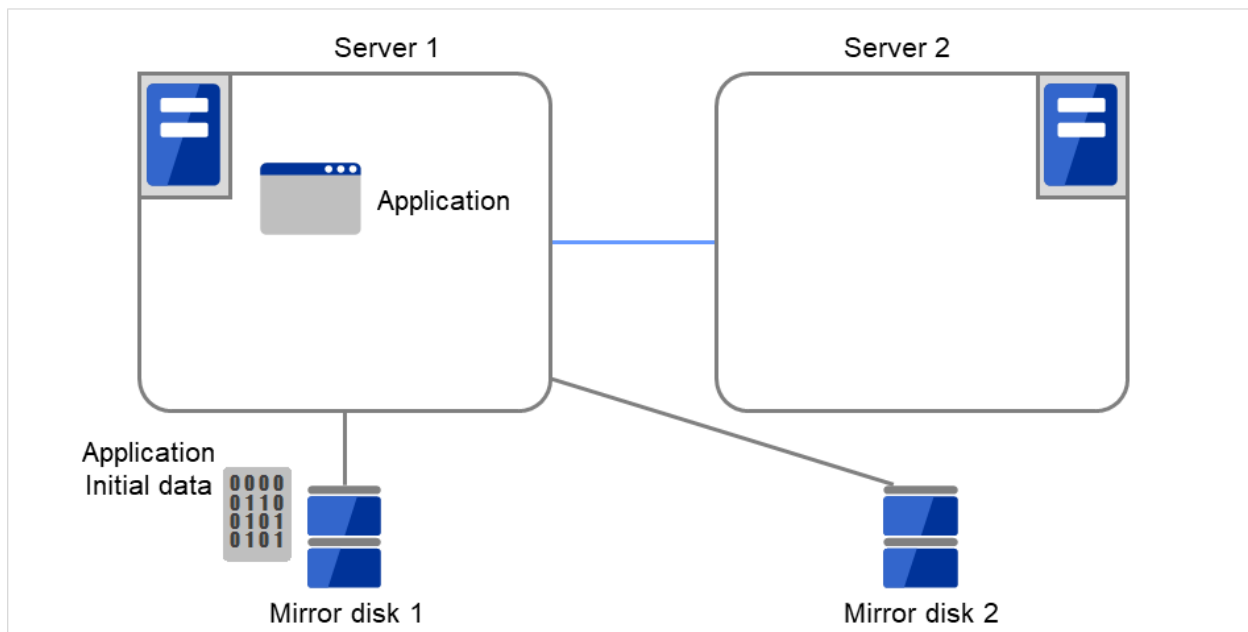 Server 1
Server 2
Application
Application
Initial data
0000
0110
0101
0101
Mirror disk 1
Mirror disk 2